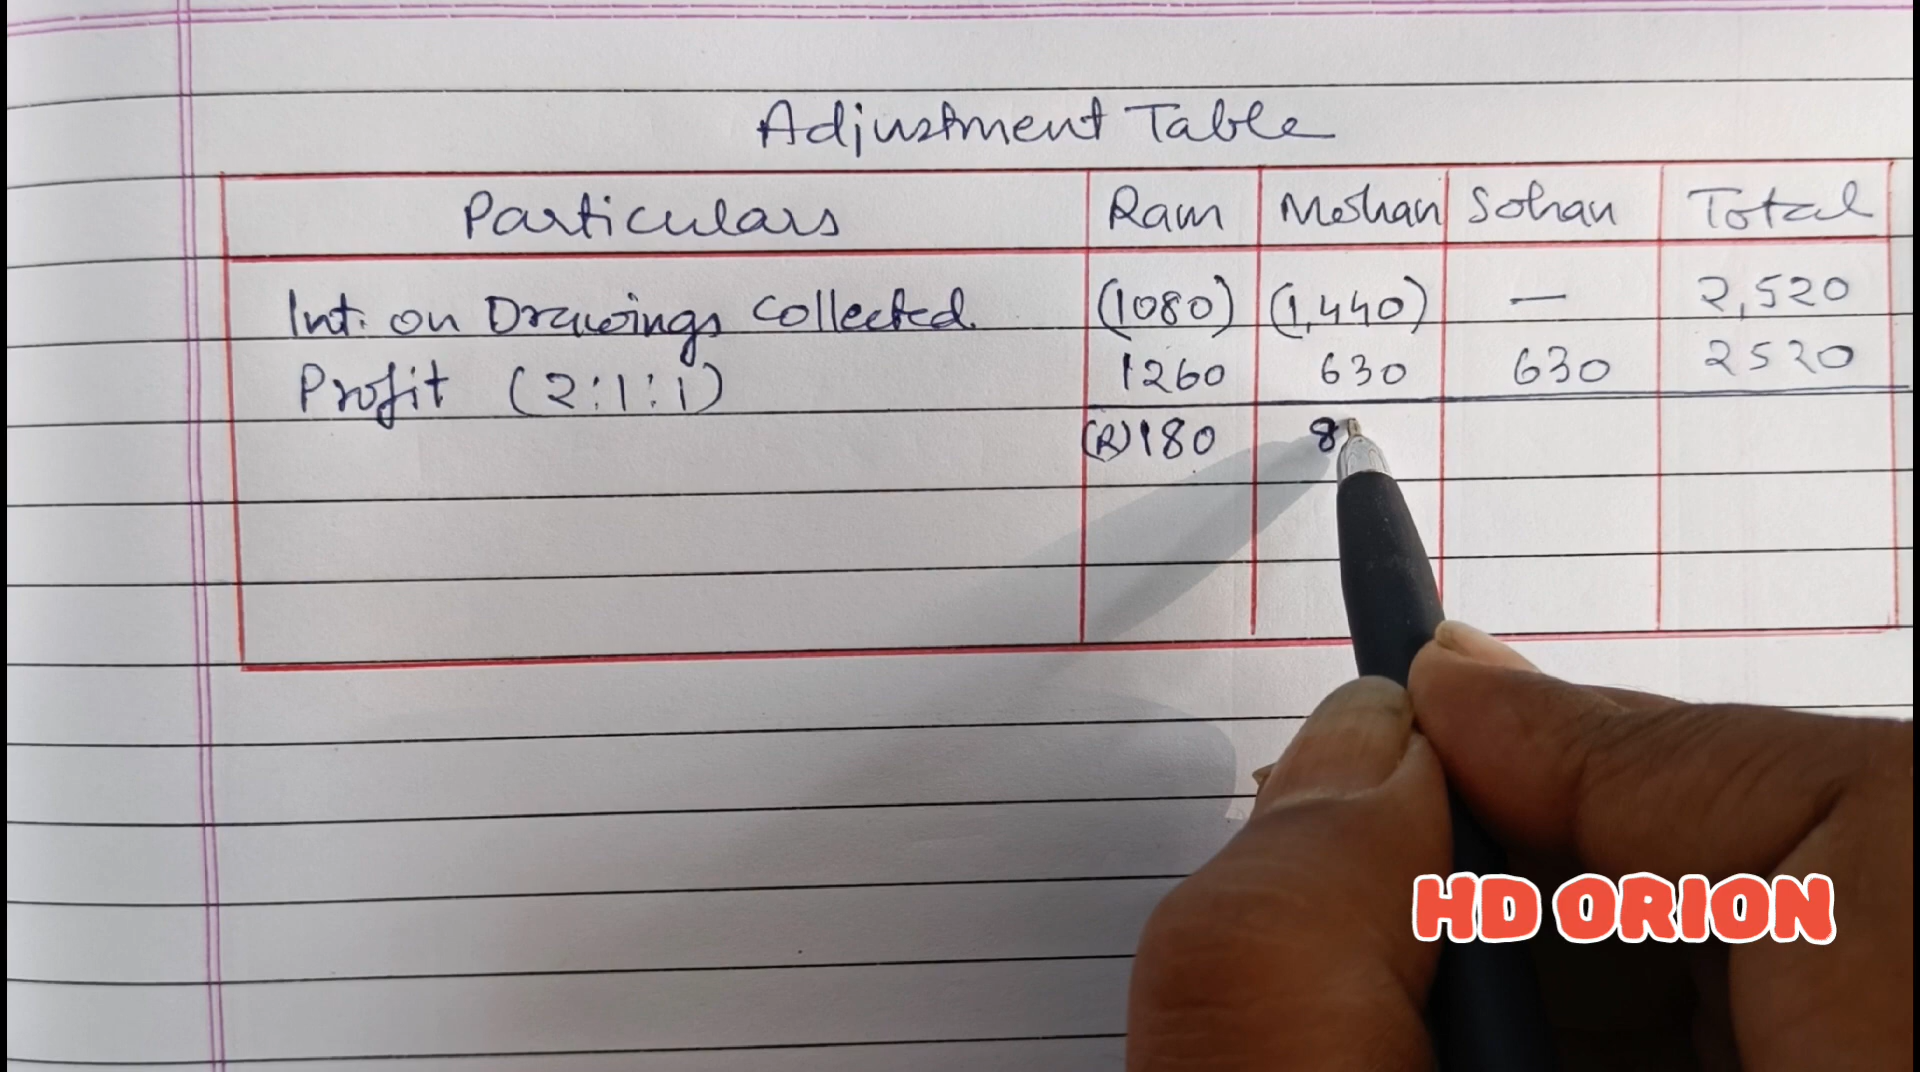 Adjustment Table
Particulars Ram Mohan Sohan Total
Int. on Drawings Collected (1080) (1,440) — 2,520
Profit (2:1:1) 1260 630 630 2520
(R) 180 8
HD ORION